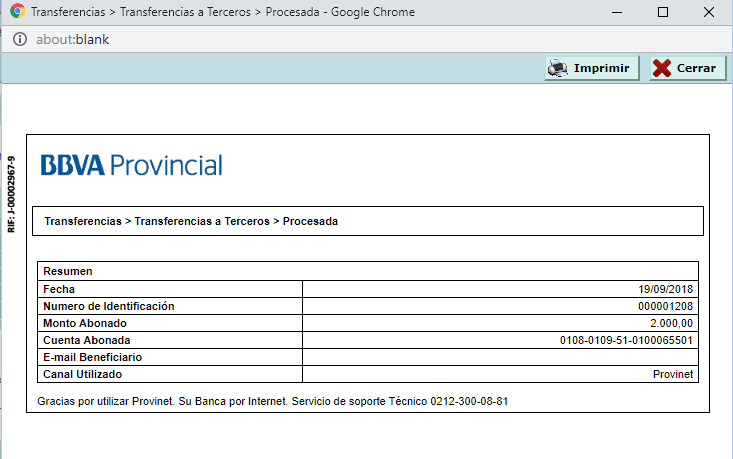 Transferencias > Transferencias a Terceros > Procesada - Google Chrome
about:blank
Imprimir
Cerrar
RIF: J-00002967-9
BBVA Provincial
Transferencias > Transferencias a Terceros > Procesada
Resumen
Fecha 19/09/2018
Numero de Identificación 000001208
Monto Abonado 2.000,00
Cuenta Abonada 0108-0109-51-0100065501
E-mail Beneficiario
Canal Utilizado Provinet
Gracias por utilizar Provinet. Su Banca por Internet. Servicio de soporte Técnico 0212-300-08-81